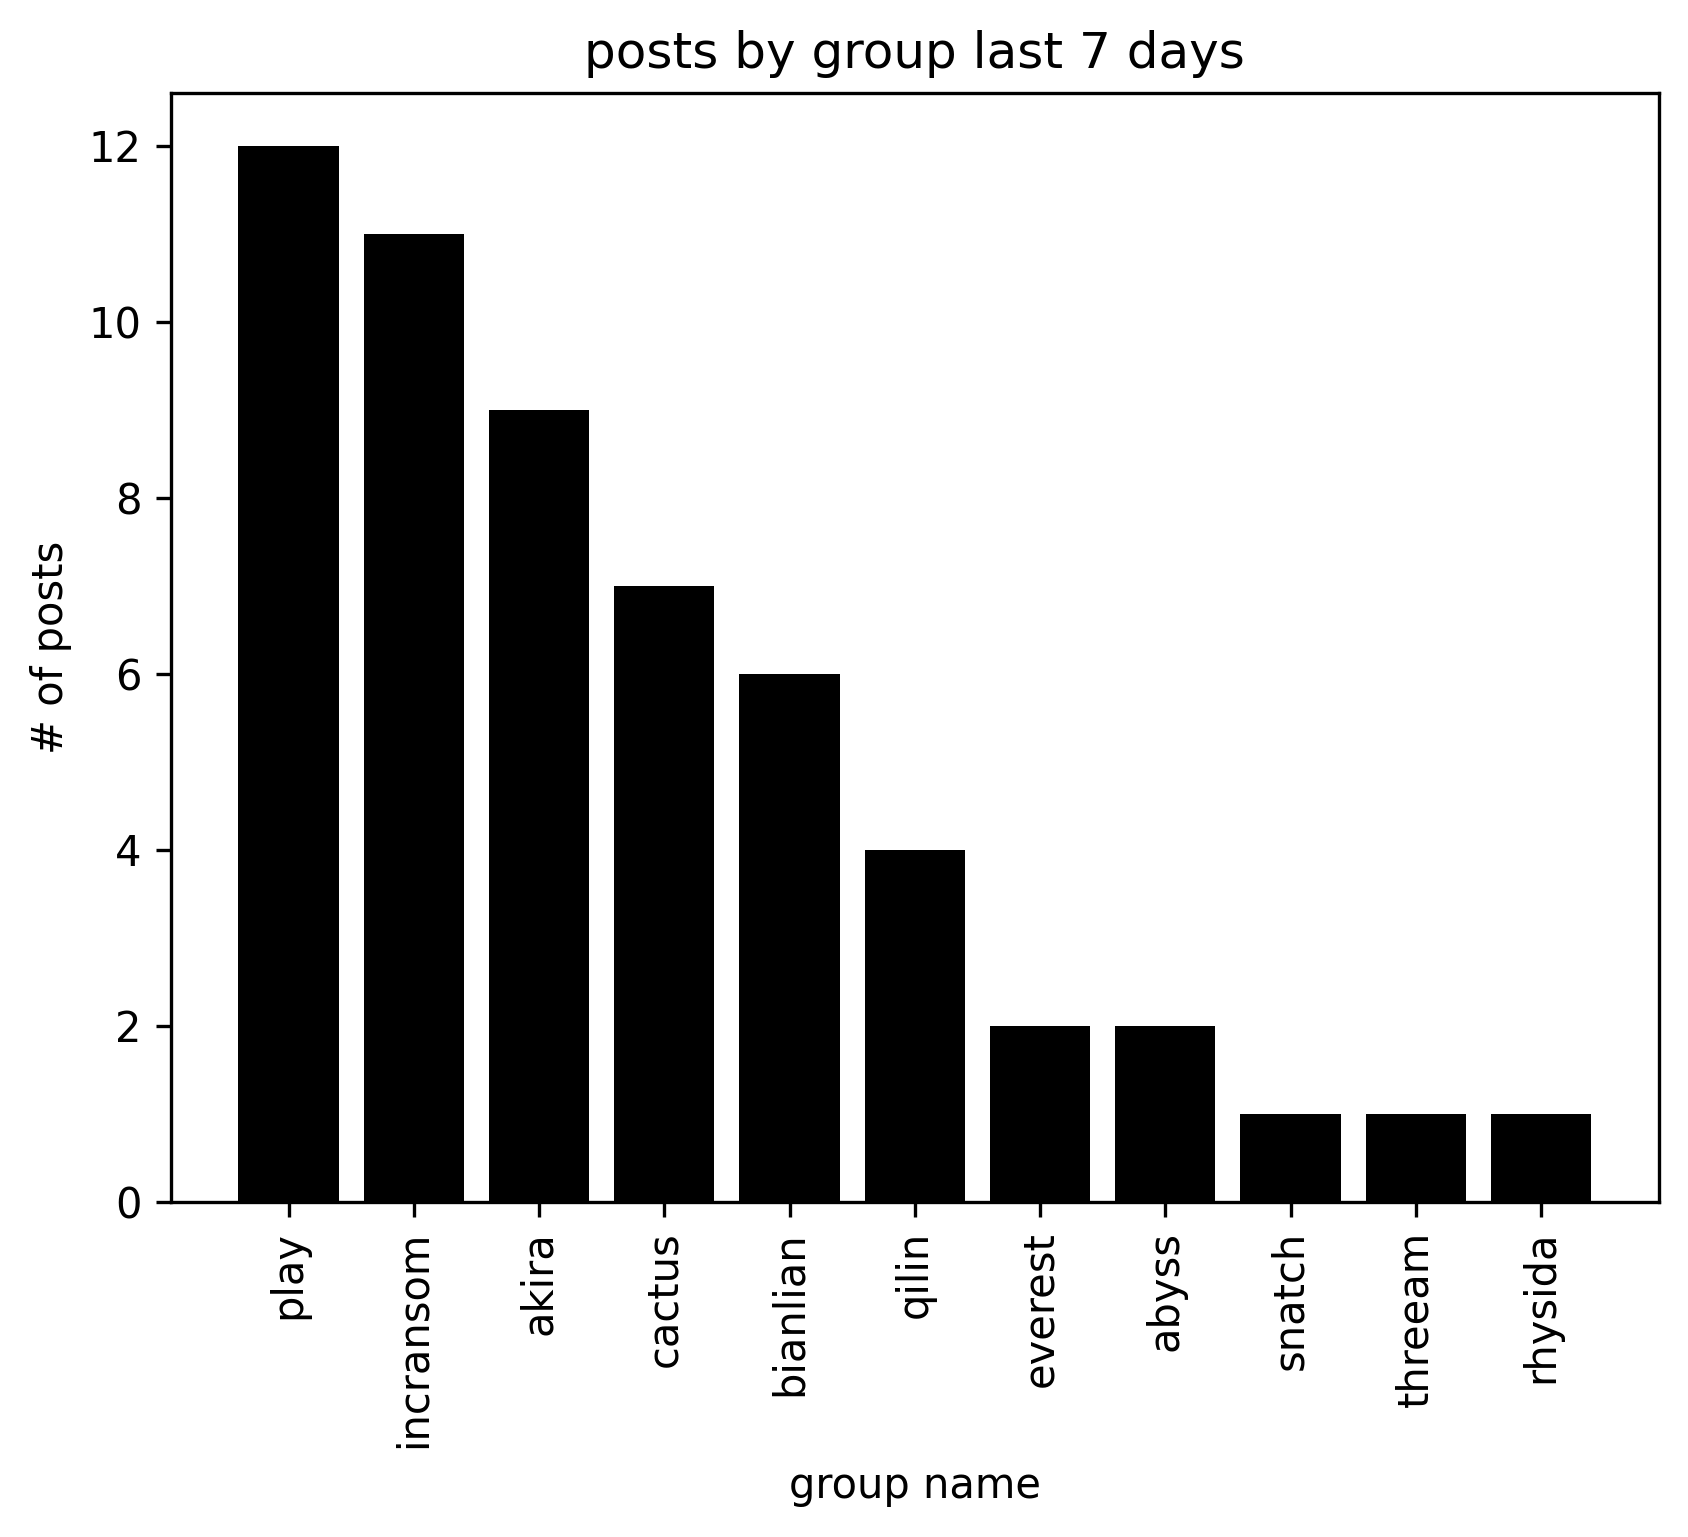 posts by group last 7 days
12
10
8
6
4
2
0
# of posts
play
incransom
akira
cactus
bianlian
qilin
everest
abyss
snatch
threeam
rhysida
group name